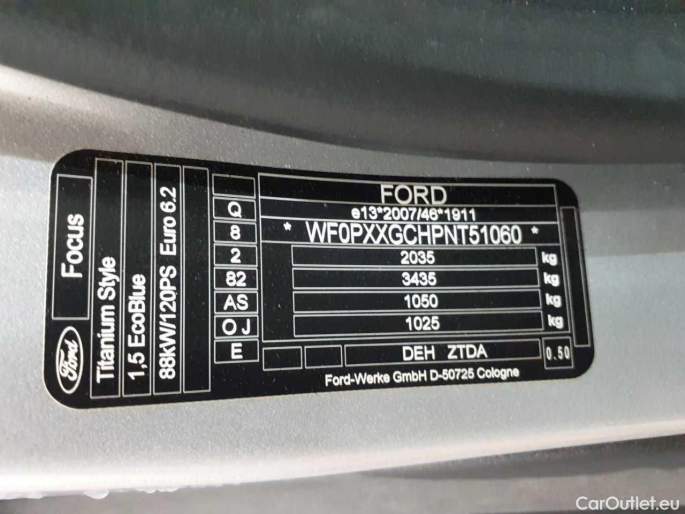 Focus
Ford
Titanium Style
1,5 EcoBlue
88kW/120PS Euro 6.2
Q
8
2
82
AS
OJ
E
FORD
e13*2007/46*1911
* WF0PXXGCHPNT51060 *
2035 kg
3435 kg
1050 kg
1025 kg
DEH ZTDA 0.50
Ford-Werke GmbH D-50725 Cologne
CarOutlet.eu